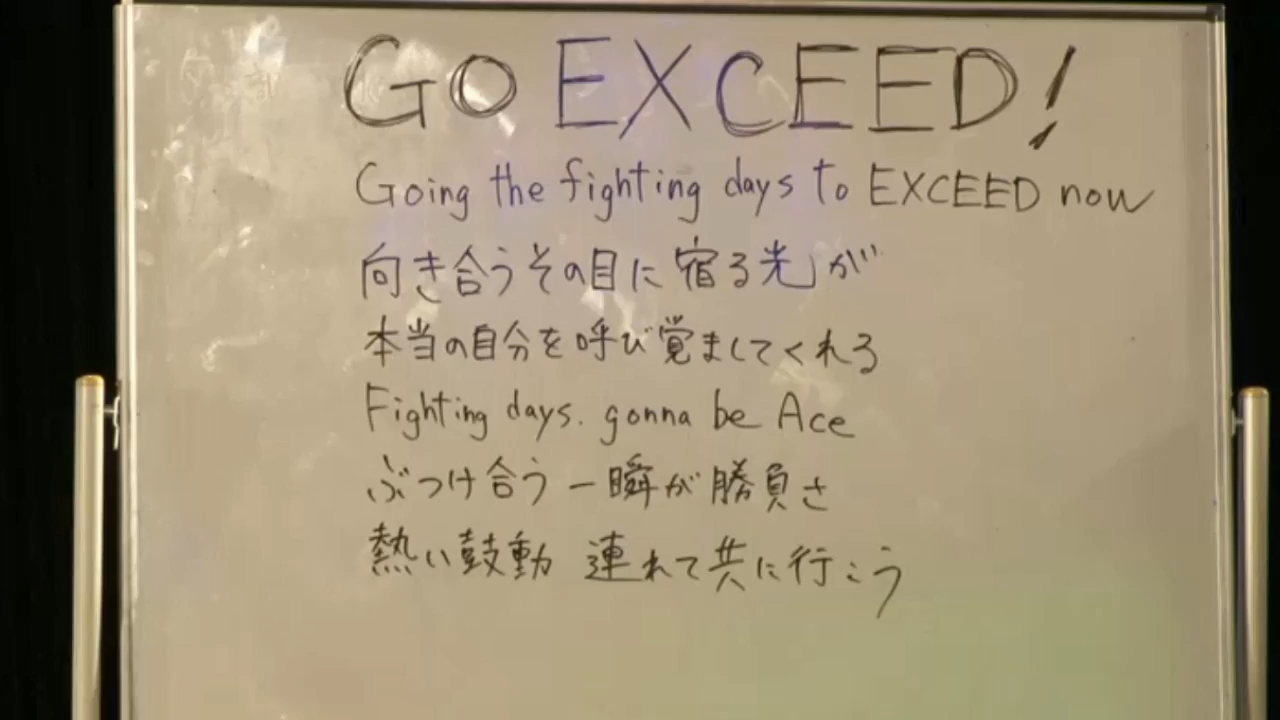 GO EXCEED!
Going the fighting days to EXCEED now
向き合うその目に宿る光が
本当の自分を呼び覚ましてくれる
Fighting days. gonna be Ace
ぶつけ合う一瞬が勝負さ
熱い鼓動 連れて共に行こう